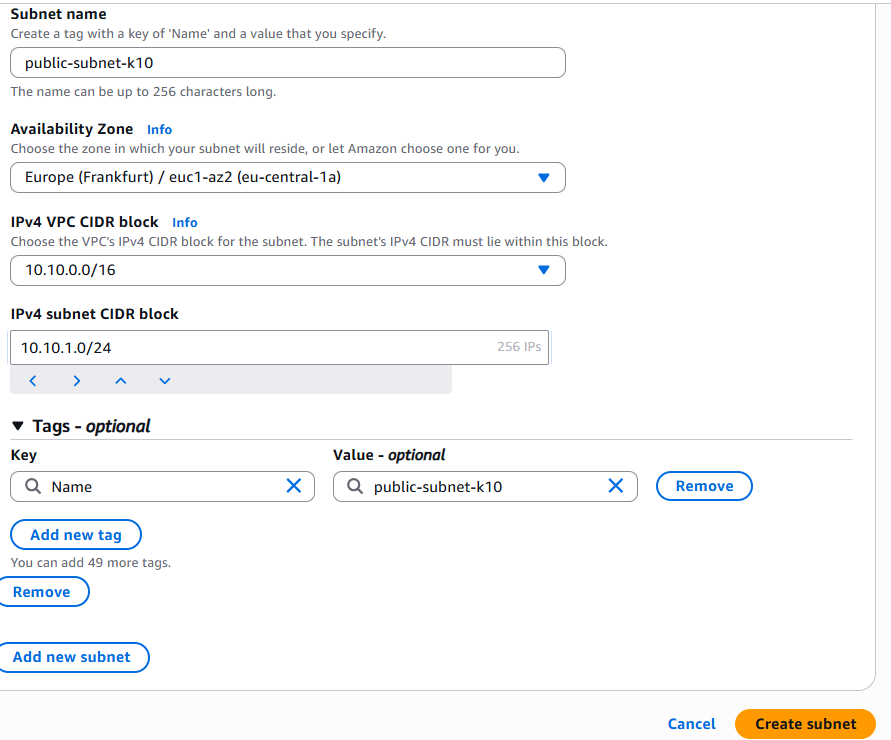 Subnet name
Create a tag with a key of 'Name' and a value that you specify.
public-subnet-k10
The name can be up to 256 characters long.
Availability Zone Info
Choose the zone in which your subnet will reside, or let Amazon choose one for you.
Europe (Frankfurt) / euc1-az2 (eu-central-1a)
IPv4 VPC CIDR block Info
Choose the VPC's IPv4 CIDR block for the subnet. The subnet's IPv4 CIDR must lie within this block.
10.10.0.0/16
IPv4 subnet CIDR block
10.10.1.0/24 256 IPs
Tags - optional
Key Value - optional
Name public-subnet-k10 Remove
Add new tag
You can add 49 more tags.
Remove
Add new subnet
Cancel Create subnet